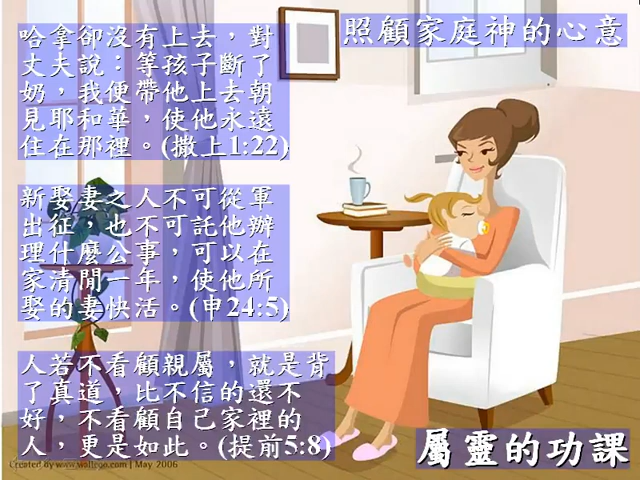 照顧家庭神的心意
哈拿卻沒有上去，對
丈夫說：等孩子斷了
奶，我便帶他上去朝
見耶和華，使他永遠
住在那裡。(撒上1:22)
新娶妻之人不可從軍
出征，也不可託他辦
理什麼公事，可以在
家清閒一年，使他所
娶的妻快活。(申24:5)
人若不看顧親屬，就是背
了真道，比不信的還不
好，不看顧自己家裡的
人，更是如此。(提前5:8)
屬靈的功課
Created by www.wallego.com | May 2006